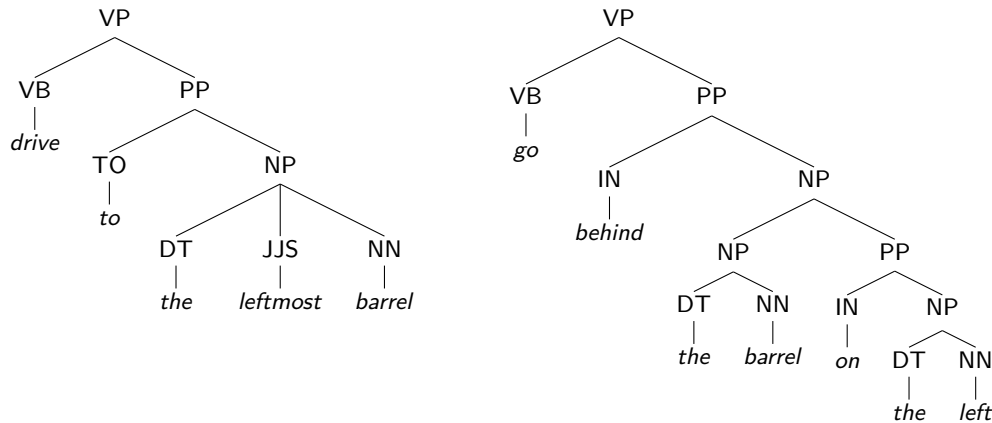 VP
VB PP
drive
TO NP
to
DT JJS NN
the leftmost barrel
VP
VB PP
go
IN NP
behind
NP PP
DT NN IN NP
the barrel on
DT NN
the left